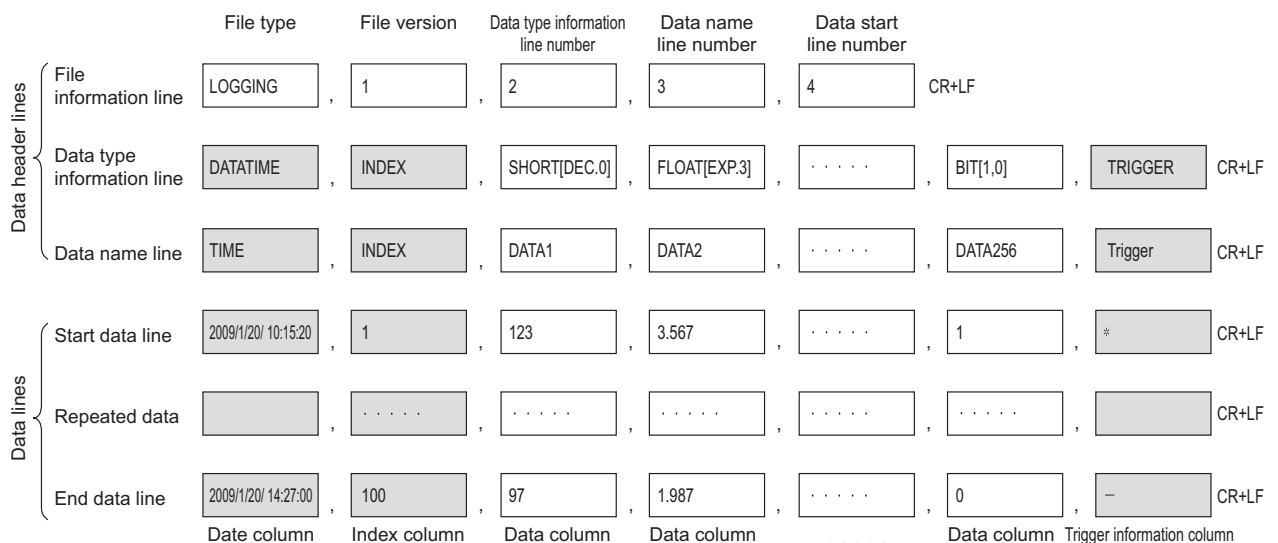 File type File version Data type information line number Data name line number Data start line number
Data header lines
File information line LOGGING , 1 , 2 , 3 , 4 CR+LF
Data type information line DATATIME , INDEX , SHORT[DEC.0] , FLOAT[EXP.3] , · · · · · , BIT[1,0] , TRIGGER CR+LF
Data name line TIME , INDEX , DATA1 , DATA2 , · · · · · , DATA256 , Trigger CR+LF
Data lines
Start data line 2009/1/20/ 10:15:20 , 1 , 123 , 3.567 , · · · · · , 1 , * CR+LF
Repeated data , · · · · · , · · · · · , · · · · · , · · · · · , · · · · · , CR+LF
End data line 2009/1/20/ 14:27:00 , 100 , 97 , 1.987 , · · · · · , 0 , – CR+LF
Date column Index column Data column Data column · · · · · Data column Trigger information column